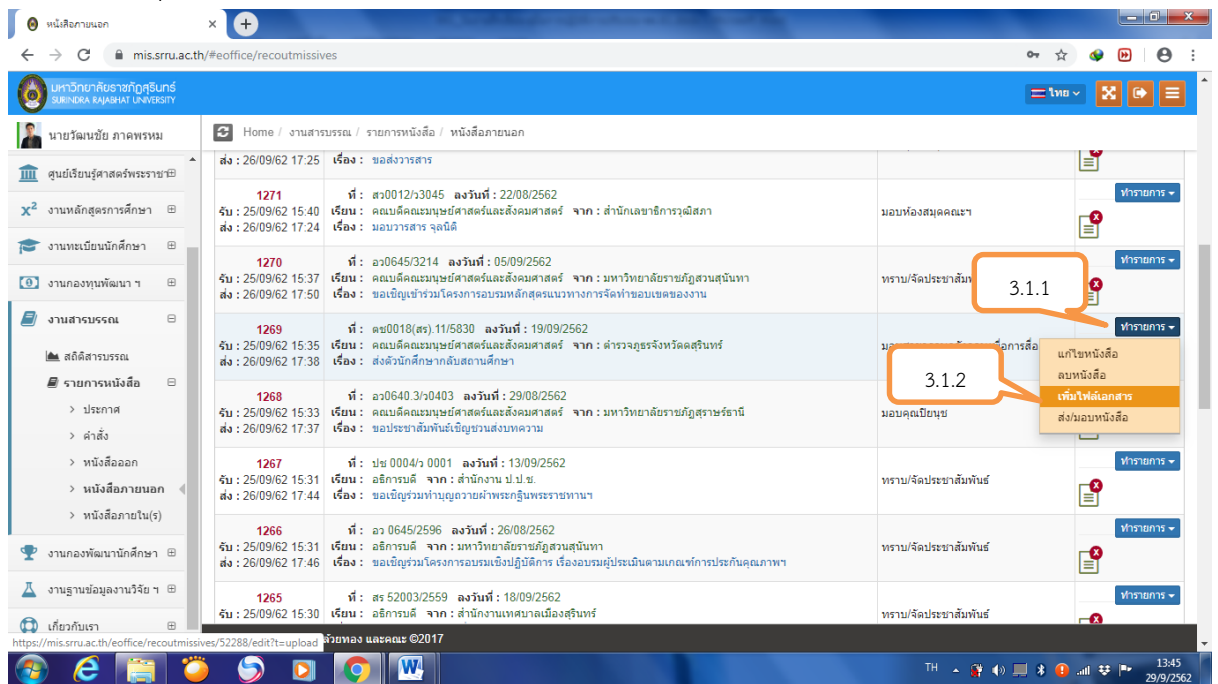 หนังสือภายนอก
mis.srru.ac.th/#eoffice/recoutmissives
มหาวิทยาลัยราชภัฏสุรินทร์
SURINDRA RAJABHAT UNIVERSITY
ไทย
นายวัฒนชัย ภาคพรหม
Home / งานสารบรรณ / รายการหนังสือ / หนังสือภายนอก
ศูนย์เรียนรู้ศาสตร์พระราชา
งานหลักสูตรการศึกษา
งานทะเบียนนักศึกษา
งานกองทุนพัฒนา ฯ
งานสารบรรณ
สถิติสารบรรณ
รายการหนังสือ
> ประกาศ
> คำสั่ง
> หนังสือออก
> หนังสือภายนอก
> หนังสือภายใน(ร)
งานกองพัฒนานักศึกษา
งานฐานข้อมูลงานวิจัย ฯ
เกี่ยวกับเรา
ส่ง : 26/09/62 17:25 เรื่อง : ขอส่งวารสาร
1271 ที่ : สว0012/ว3045 ลงวันที่ : 22/08/2562 ทำรายการ
รับ : 25/09/62 15:40 เรียน : คณบดีคณะมนุษย์ศาสตร์และสังคมศาสตร์ จาก : สำนักเลขาธิการวุฒิสภา มอบห้องสมุดคณะฯ
ส่ง : 26/09/62 17:24 เรื่อง : มอบวารสาร จุลนิติ
1270 ที่ : อว0645/3214 ลงวันที่ : 05/09/2562 ทำรายการ
รับ : 25/09/62 15:37 เรียน : คณบดีคณะมนุษย์ศาสตร์และสังคมศาสตร์ จาก : มหาวิทยาลัยราชภัฏสวนสุนันทา
ส่ง : 26/09/62 17:50 เรื่อง : ขอเชิญเข้าร่วมโครงการอบรมหลักสูตรแนวทางการจัดทำขอบเขตของงาน
3.1.1
1269 ที่ : ตช0018(สร).11/5830 ลงวันที่ : 19/09/2562 ทำรายการ
รับ : 25/09/62 15:35 เรียน : คณบดีคณะมนุษย์ศาสตร์และสังคมศาสตร์ จาก : ตำรวจภูธรจังหวัดสุรินทร์
ส่ง : 26/09/62 17:38 เรื่อง : ส่งตัวนักศึกษากลับสถานศึกษา
3.1.2
แก้ไขหนังสือ
ลบหนังสือ
เพิ่มไฟล์เอกสาร
ส่ง/มอบหนังสือ
1268 ที่ : อว0640.3/ว0403 ลงวันที่ : 29/08/2562
รับ : 25/09/62 15:33 เรียน : คณบดีคณะมนุษย์ศาสตร์และสังคมศาสตร์ จาก : มหาวิทยาลัยราชภัฏสุราษร์ธานี มอบคุณปิยนุช
ส่ง : 26/09/62 17:37 เรื่อง : ขอประชาสัมพันธ์เชิญชวนส่งบทความ
1267 ที่ : ปช 0004/ว 0001 ลงวันที่ : 13/09/2562 ทำรายการ
รับ : 25/09/62 15:31 เรียน : อธิการบดี จาก : สำนักงาน ป.ป.ช. ทราบ/จัดประชาสัมพันธ์
ส่ง : 26/09/62 17:44 เรื่อง : ขอเชิญร่วมทำบุญถวายผ้าพระกฐินพระราชทานฯ
1266 ที่ : อว 0645/2596 ลงวันที่ : 26/08/2562 ทำรายการ
รับ : 25/09/62 15:31 เรียน : อธิการบดี จาก : มหาวิทยาลัยราชภัฏสวนสุนันทา ทราบ/จัดประชาสัมพันธ์
ส่ง : 26/09/62 17:46 เรื่อง : ขอเชิญร่วมโครงการอบรมเชิงปฏิบัติการ เรื่องอบรมผู้ประเมินตามเกณฑ์การประกันคุณภาพฯ
1265 ที่ : สร 52003/2559 ลงวันที่ : 18/09/2562 ทำรายการ
รับ : 25/09/62 15:30 เรียน : อธิการบดี จาก : สำนักงานเทศบาลเมืองสุรินทร์ ทราบ/จัดประชาสัมพันธ์
https://mis.srru.ac.th/eoffice/recoutmissives/52288/edit?t=upload และคณะ ©2017
TH
13:45
29/9/2562